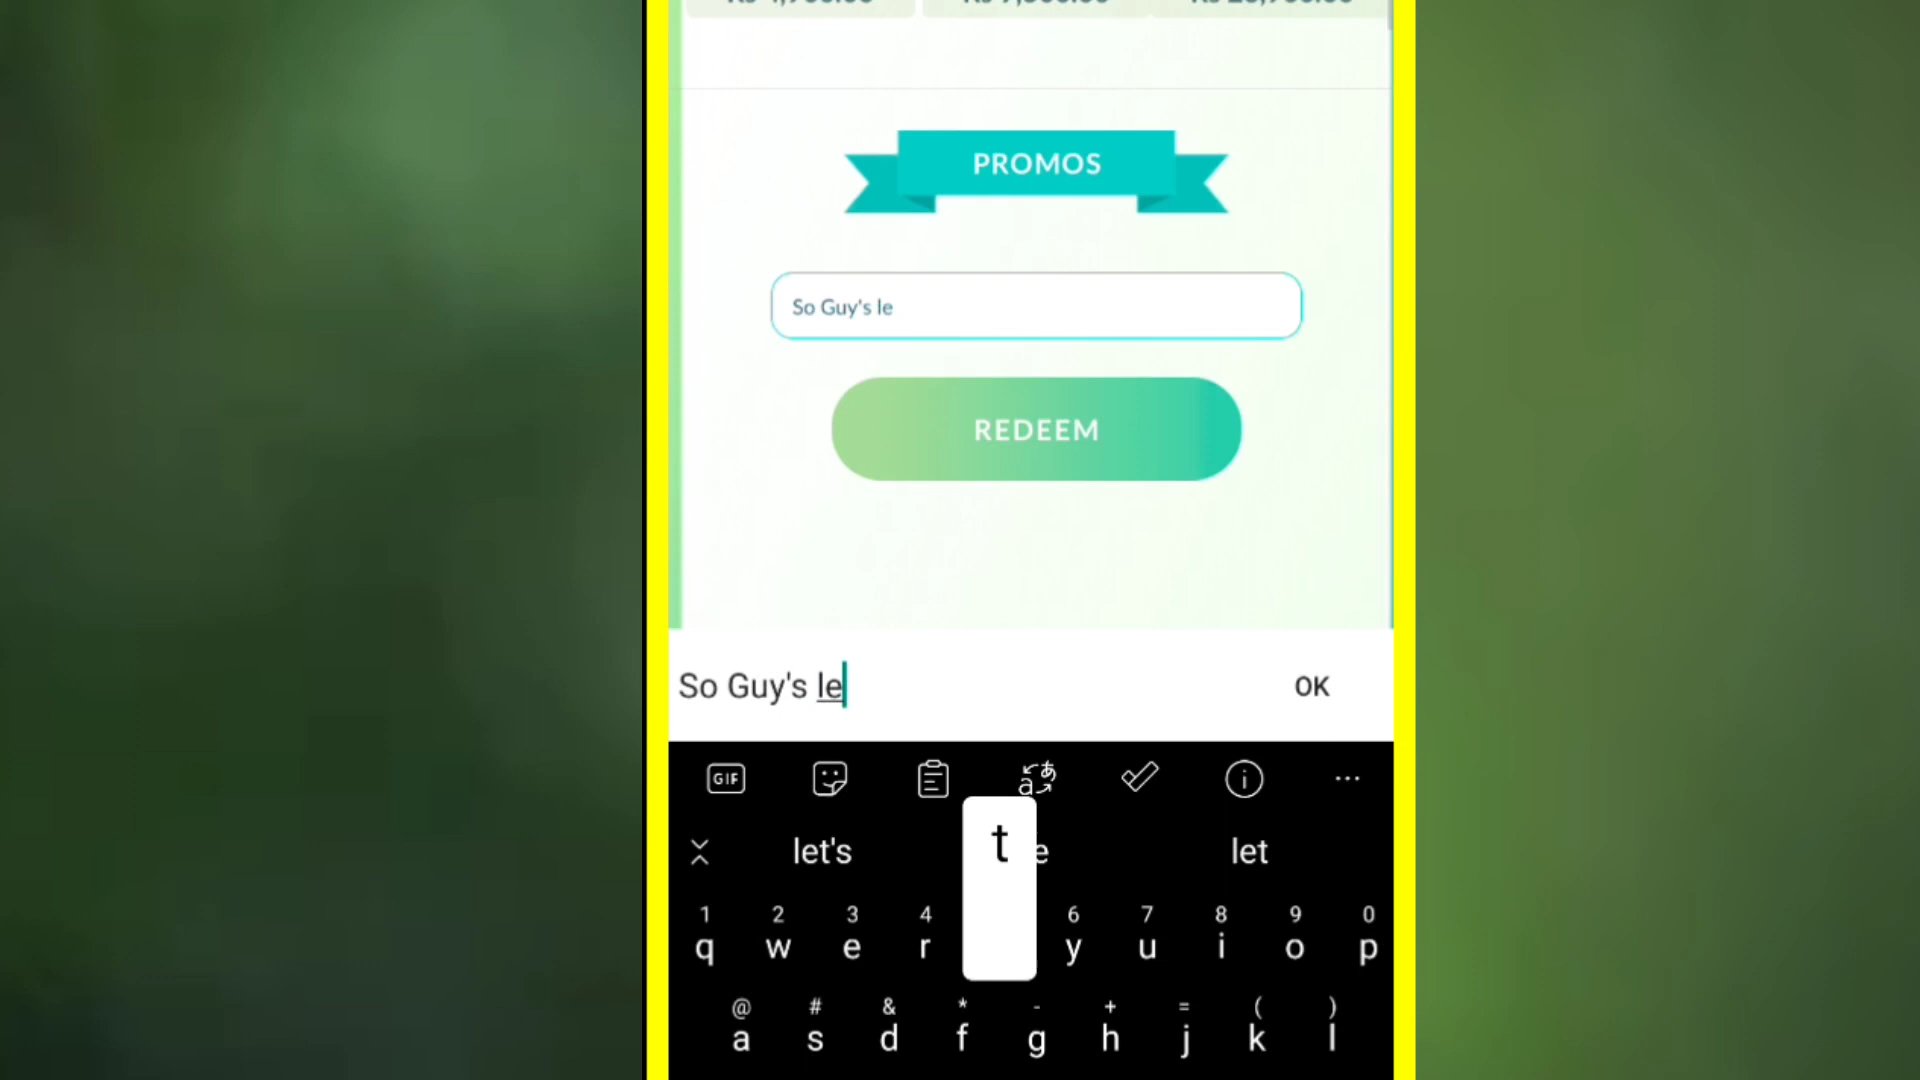 PROMOS
So Guy's le
REDEEM
So Guy's le
OK
GIF
let's
let
t
1 2 3 4 6 7 8 9 0
q w e r y u i o p
@ # & * - + = ( )
a s d f g h j k l